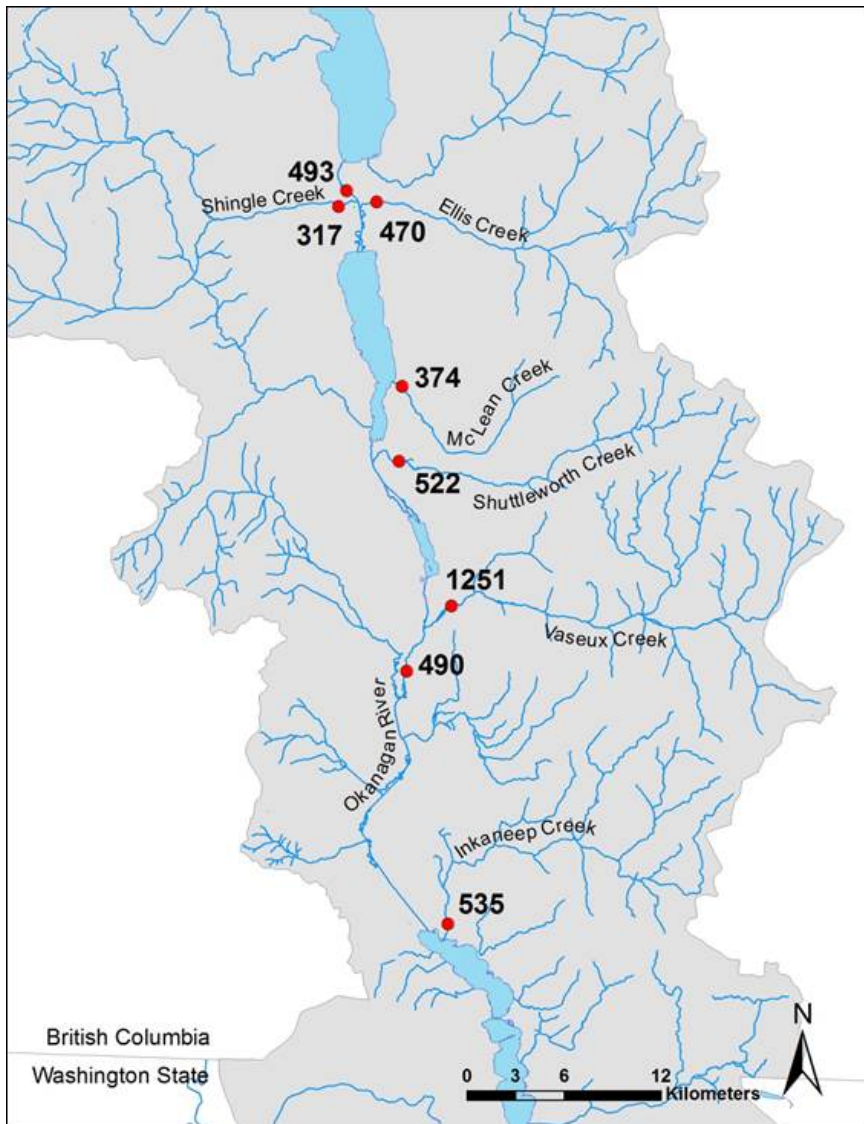 493
Shingle Creek
317
470
Ellis Creek
374
McLean Creek
522
Shuttleworth Creek
1251
Vaseux Creek
490
Okanagan River
Inkaneep Creek
535
British Columbia
Washington State
N
0 3 6 12
Kilometers